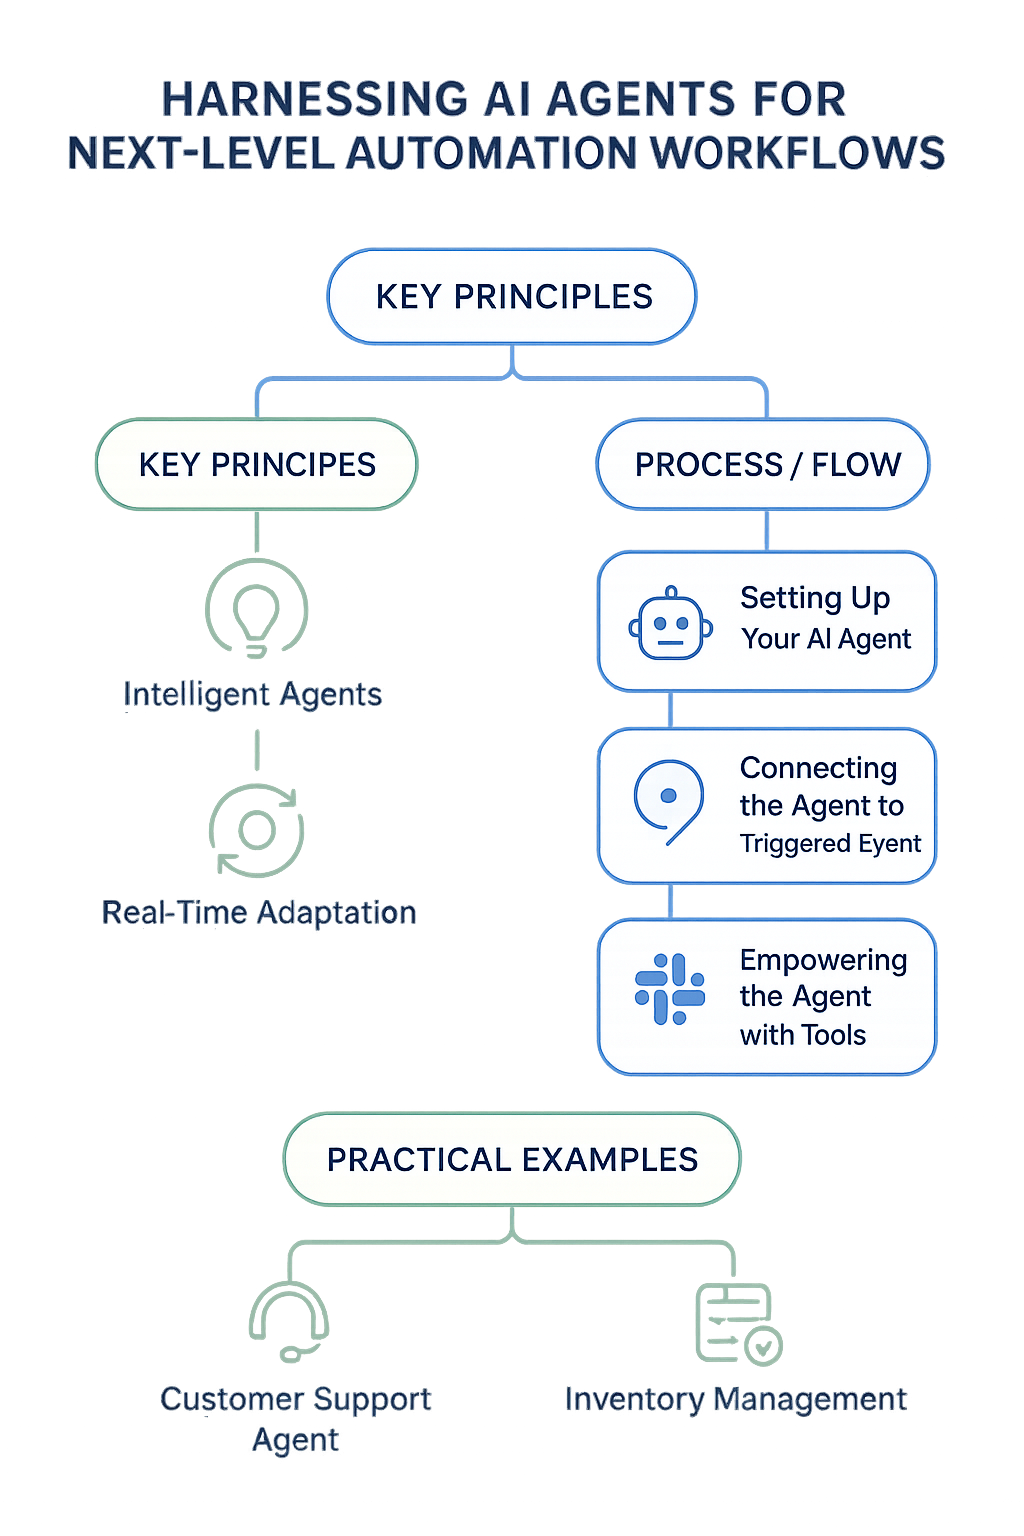 HARNESSING AI AGENTS FOR
NEXT-LEVEL AUTOMATION WORKFLOWS
KEY PRINCIPLES
KEY PRINCIPES
Intelligent Agents
Real-Time Adaptation
PROCESS / FLOW
Setting Up
Your AI Agent
Connecting
the Agent to
Triggered Eyent
Empowering
the Agent
with Tools
PRACTICAL EXAMPLES
Customer Support
Agent
Inventory Management